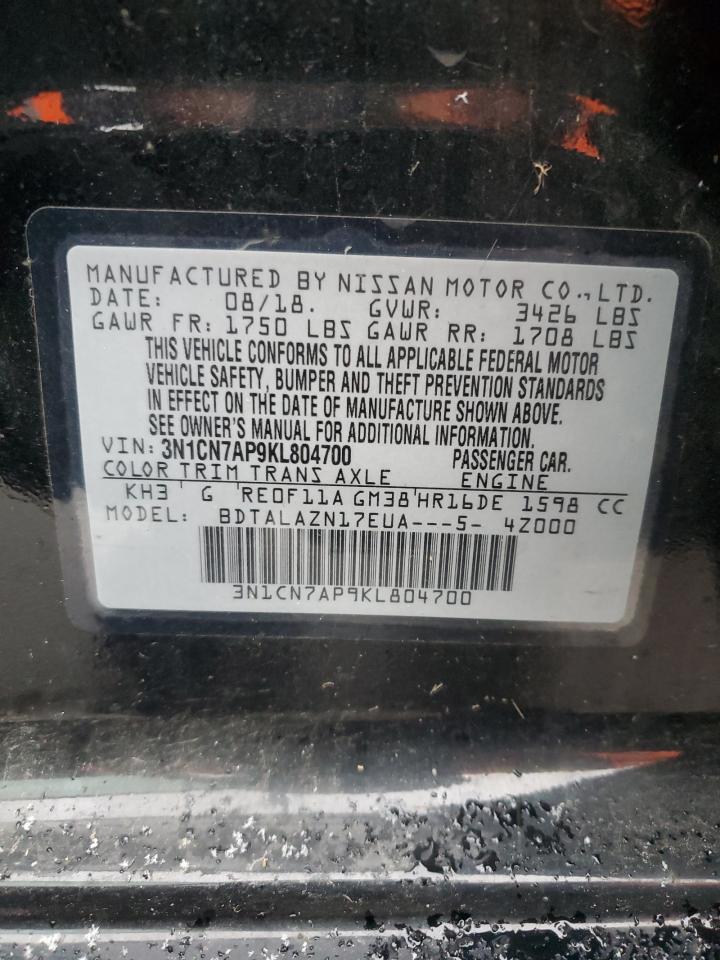 MANUFACTURED BY NISSAN MOTOR CO.,LTD.
DATE: 08/18. GVWR: 3426 LBS
GAWR FR: 1750 LBS GAWR RR: 1708 LBS
THIS VEHICLE CONFORMS TO ALL APPLICABLE FEDERAL MOTOR
VEHICLE SAFETY, BUMPER AND THEFT PREVENTION STANDARDS
IN EFFECT ON THE DATE OF MANUFACTURE SHOWN ABOVE.
SEE OWNER'S MANUAL FOR ADDITIONAL INFORMATION.
VIN: 3N1CN7AP9KL804700 PASSENGER CAR.
COLOR TRIM TRANS AXLE ENGINE
KH3 G RE0F11A GM38 HR16DE 1598 CC
MODEL: BDTALAZN17EUA---5- 4Z000
3N1CN7AP9KL804700